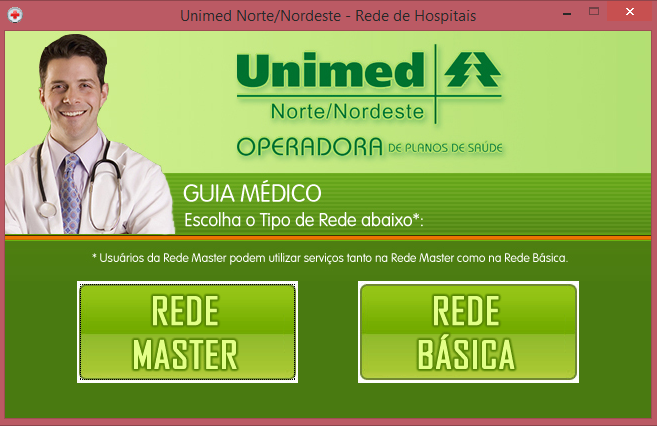 Unimed Norte/Nordeste - Rede de Hospitais
Unimed
Norte/Nordeste
OPERADORA DE PLANOS DE SAÚDE
GUIA MÉDICO
Escolha o Tipo de Rede abaixo*:
* Usuários da Rede Master podem utilizar serviços tanto na Rede Master como na Rede Básica.
REDE
MASTER
REDE
BÁSICA